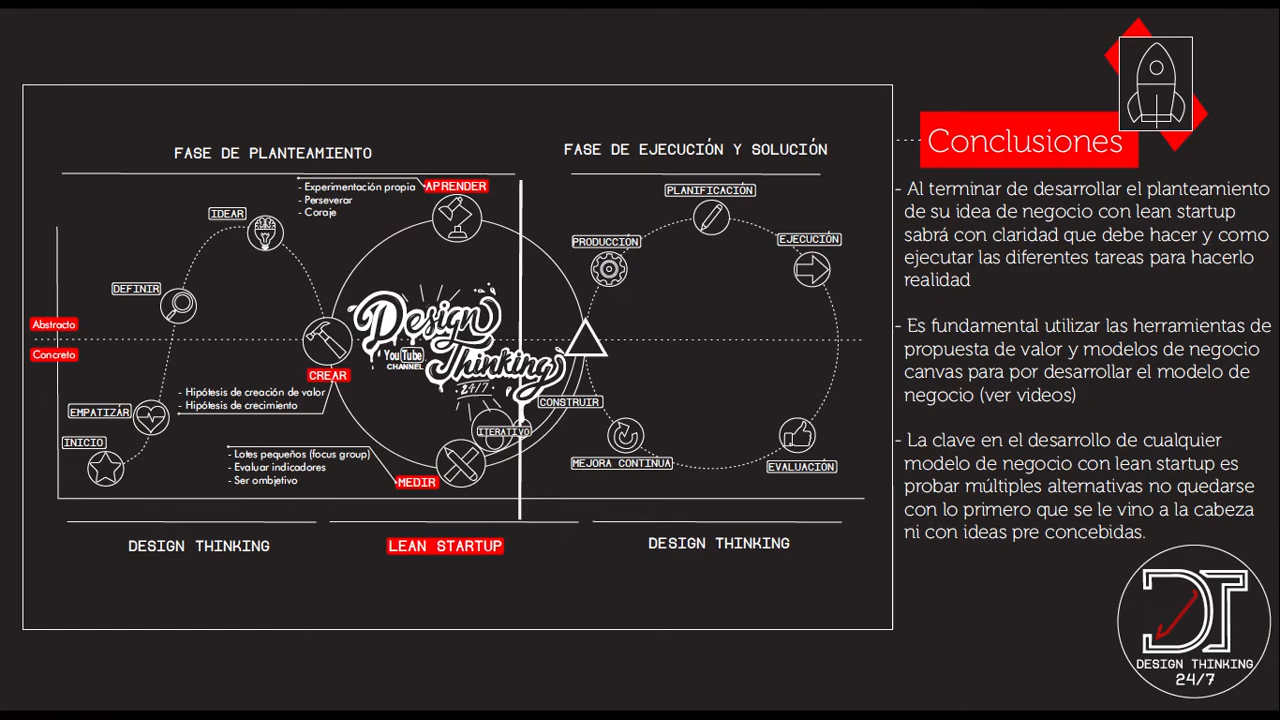 FASE DE PLANTEAMIENTO
FASE DE EJECUCIÓN Y SOLUCIÓN
Conclusiones
- Experimentación propia
- Perseverar
- Coraje
APRENDER
PLANIFICACIÓN
IDEAR
PRODUCCIÓN
EJECUCIÓN
DEFINIR
Abstracto
Concreto
Design
Thinking
24/7
You Tube
CHANNEL
CREAR
- Hipótesis de creación de valor
- Hipótesis de crecimiento
CONSTRUIR
EMPATIZÁR
ITERATIVO
INICIO
- Lotes pequeños (focus group)
- Evaluar indicadores
- Ser ombjetivo
MEDIR
MEJORA CONTINUA
EVALUACIÓN
DESIGN THINKING
LEAN STARTUP
DESIGN THINKING
- Al terminar de desarrollar el planteamiento
de su idea de negocio con lean startup
sabrá con claridad que debe hacer y como
ejecutar las diferentes tareas para hacerlo
realidad
- Es fundamental utilizar las herramientas de
propuesta de valor y modelos de negocio
canvas para por desarrollar el modelo de
negocio (ver videos)
- La clave en el desarrollo de cualquier
modelo de negocio con lean startup es
probar múltiples alternativas no quedarse
con lo primero que se le vino a la cabeza
ni con ideas pre concebidas.
DT
DESIGN THINKING
24/7